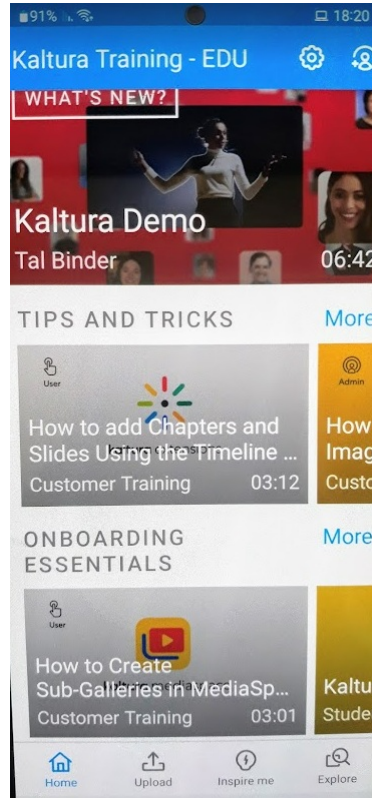 91%
18:20
Kaltura Training - EDU
WHAT'S NEW?
Kaltura Demo
Tal Binder
06:42
TIPS AND TRICKS
More
User
Admin
How to add Chapters and
Slides Using the Timeline ...
Customer Training
03:12
How
Imag
Custo
ONBOARDING
ESSENTIALS
More
User
How to Create
Sub-Galleries in MediaSp...
Customer Training
03:01
Kaltu
Stude
Home
Upload
Inspire me
Explore